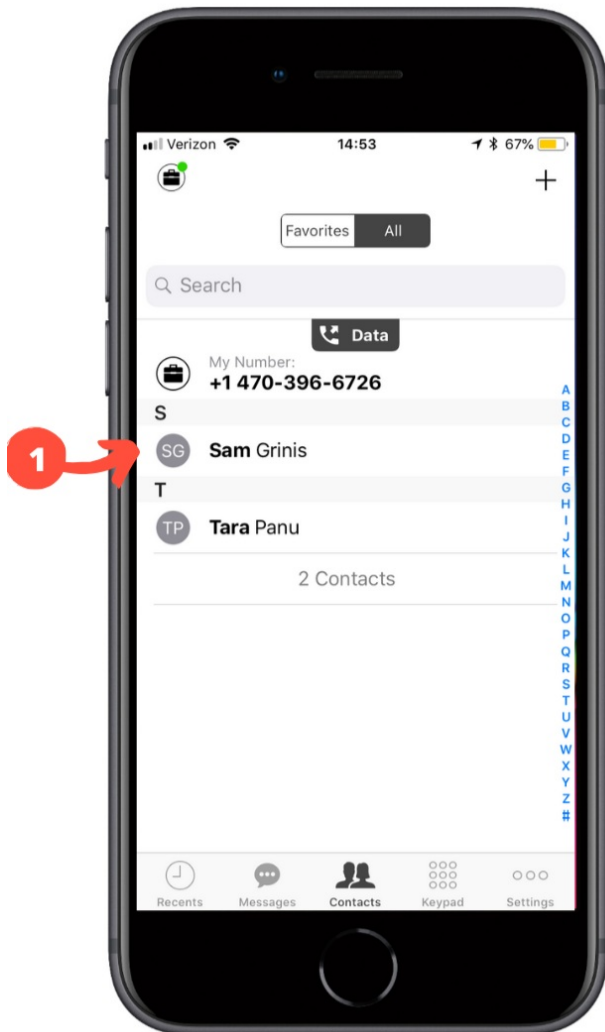 Verizon 14:53 67%
Favorites All
Search
Data
My Number:
+1 470-396-6726
S
1
SG Sam Grinis
T
TP Tara Panu
2 Contacts
A
B
C
D
E
F
G
H
I
J
K
L
M
N
O
P
Q
R
S
T
U
V
W
X
Y
Z
#
Recents Messages Contacts Keypad Settings